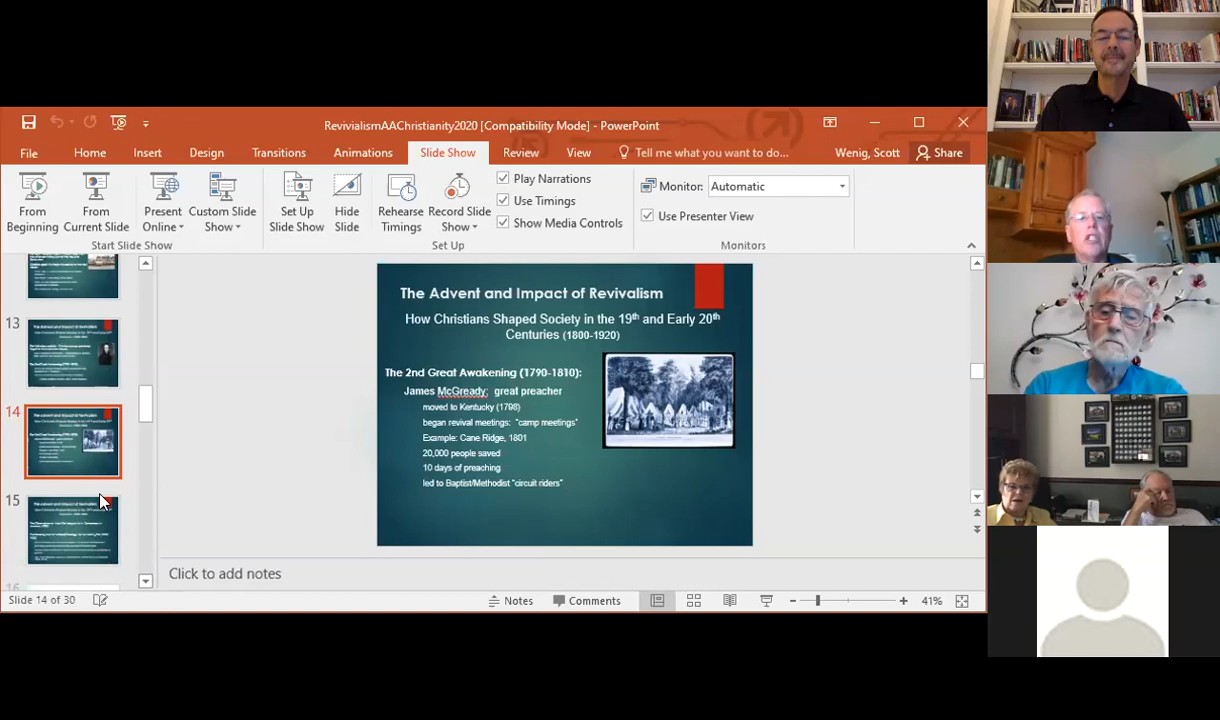 RevivialismAAChristianity2020 [Compatibility Mode] - PowerPoint
File Home Insert Design Transitions Animations Slide Show Review View Tell me what you want to do... Wenig, Scott Share
From Beginning
From Current Slide
Present Online
Custom Slide Show
Set Up Slide Show
Hide Slide
Rehearse Timings
Record Slide Show
Play Narrations
Use Timings
Show Media Controls
Monitor: Automatic
Use Presenter View
Start Slide Show
Set Up
Monitors
13
14
15
16
The Advent and Impact of Revivalism
How Christians Shaped Society in the 19th and Early 20th
Centuries (1800-1920)
The 2nd Great Awakening (1790-1810):
James McGready; great preacher
moved to Kentucky (1798)
began revival meetings: "camp meetings"
Example: Cane Ridge, 1801
20,000 people saved
10 days of preaching
led to Baptist/Methodist "circuit riders"
Click to add notes
Slide 14 of 30
Notes
Comments
41%